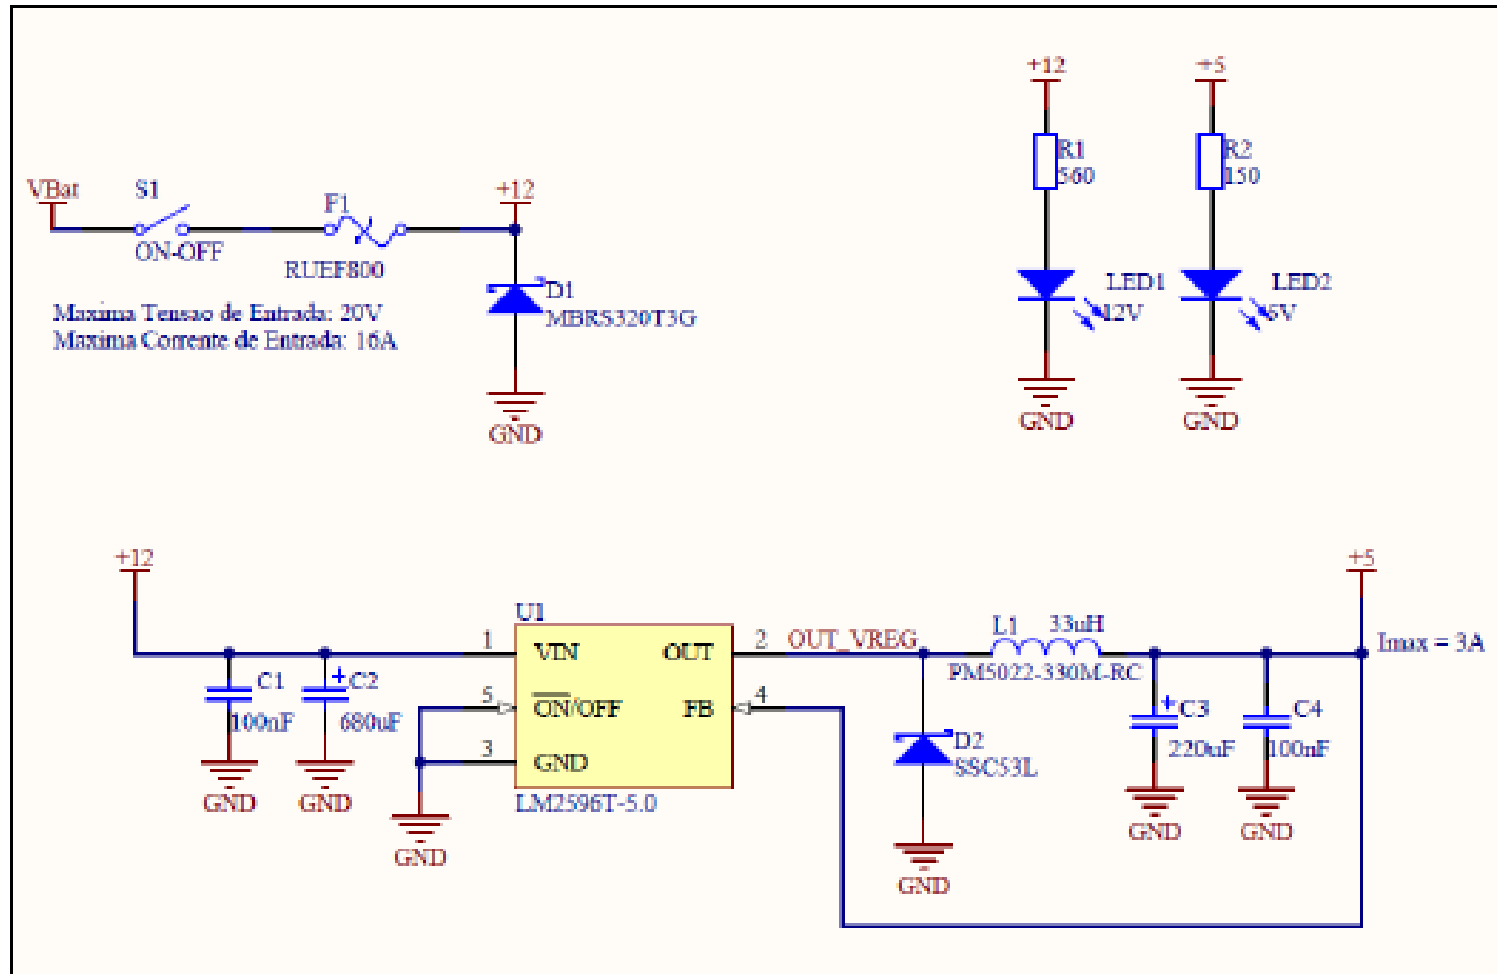 VBat
S1
ON-OFF
F1
RUEF800
+12
D1
MBRS320T3G
GND
Maxima Tensao de Entrada: 20V
Maxima Corrente de Entrada: 16A
+12
R1
560
LED1
12V
GND
+5
R2
150
LED2
5V
GND
+12
C1
100nF
GND
C2
680uF
GND
U1
1
VIN
OUT
2
OUT_VREG
5
ON/OFF
FB
4
3
GND
LM2596T-5.0
GND
L1
33uH
PM5022-330M-RC
D2
SSC53L
GND
C3
220uF
GND
C4
100nF
GND
+5
Imax = 3A